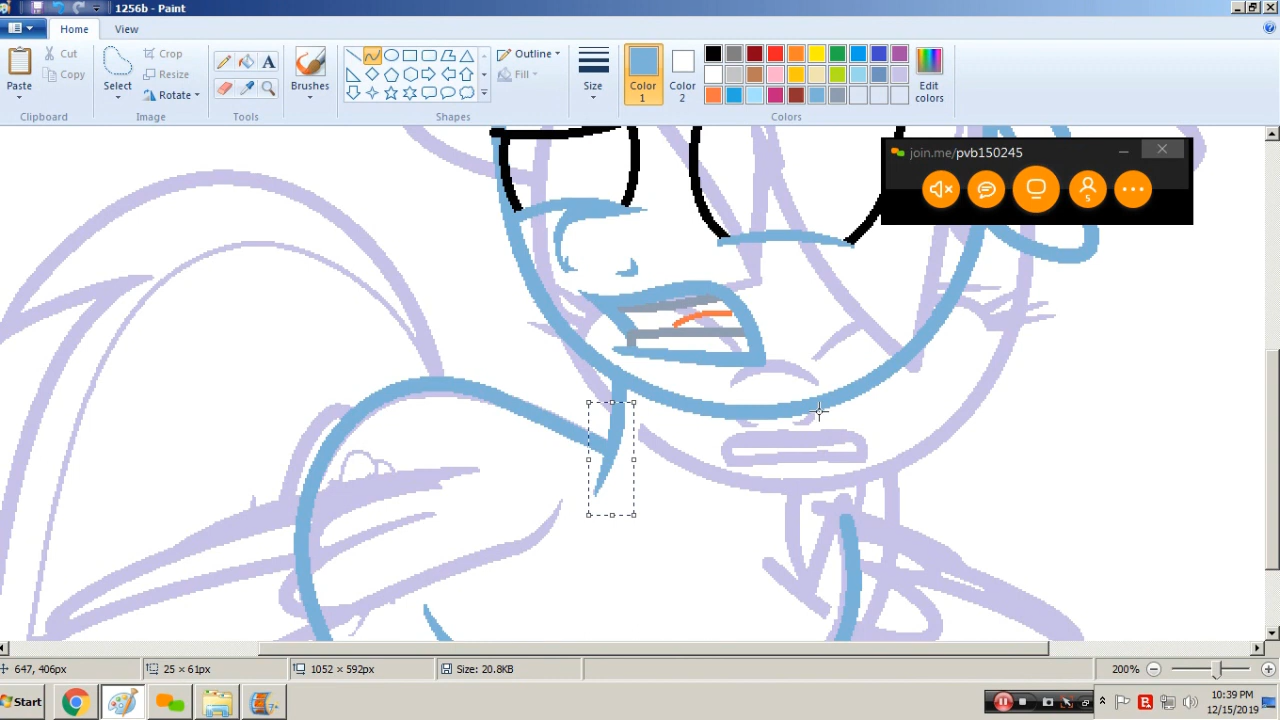 1256b - Paint
Home
View
Paste
Cut
Copy
Clipboard
Select
Crop
Resize
Rotate
Image
A
Tools
Brushes
Outline
Fill
Shapes
Size
Color
1
Color
2
Edit
colors
Colors
join.me/pvb150245
5
647, 406px
25 × 61px
1052 × 592px
Size: 20.8KB
200%
Start
10:39 PM
12/15/2019